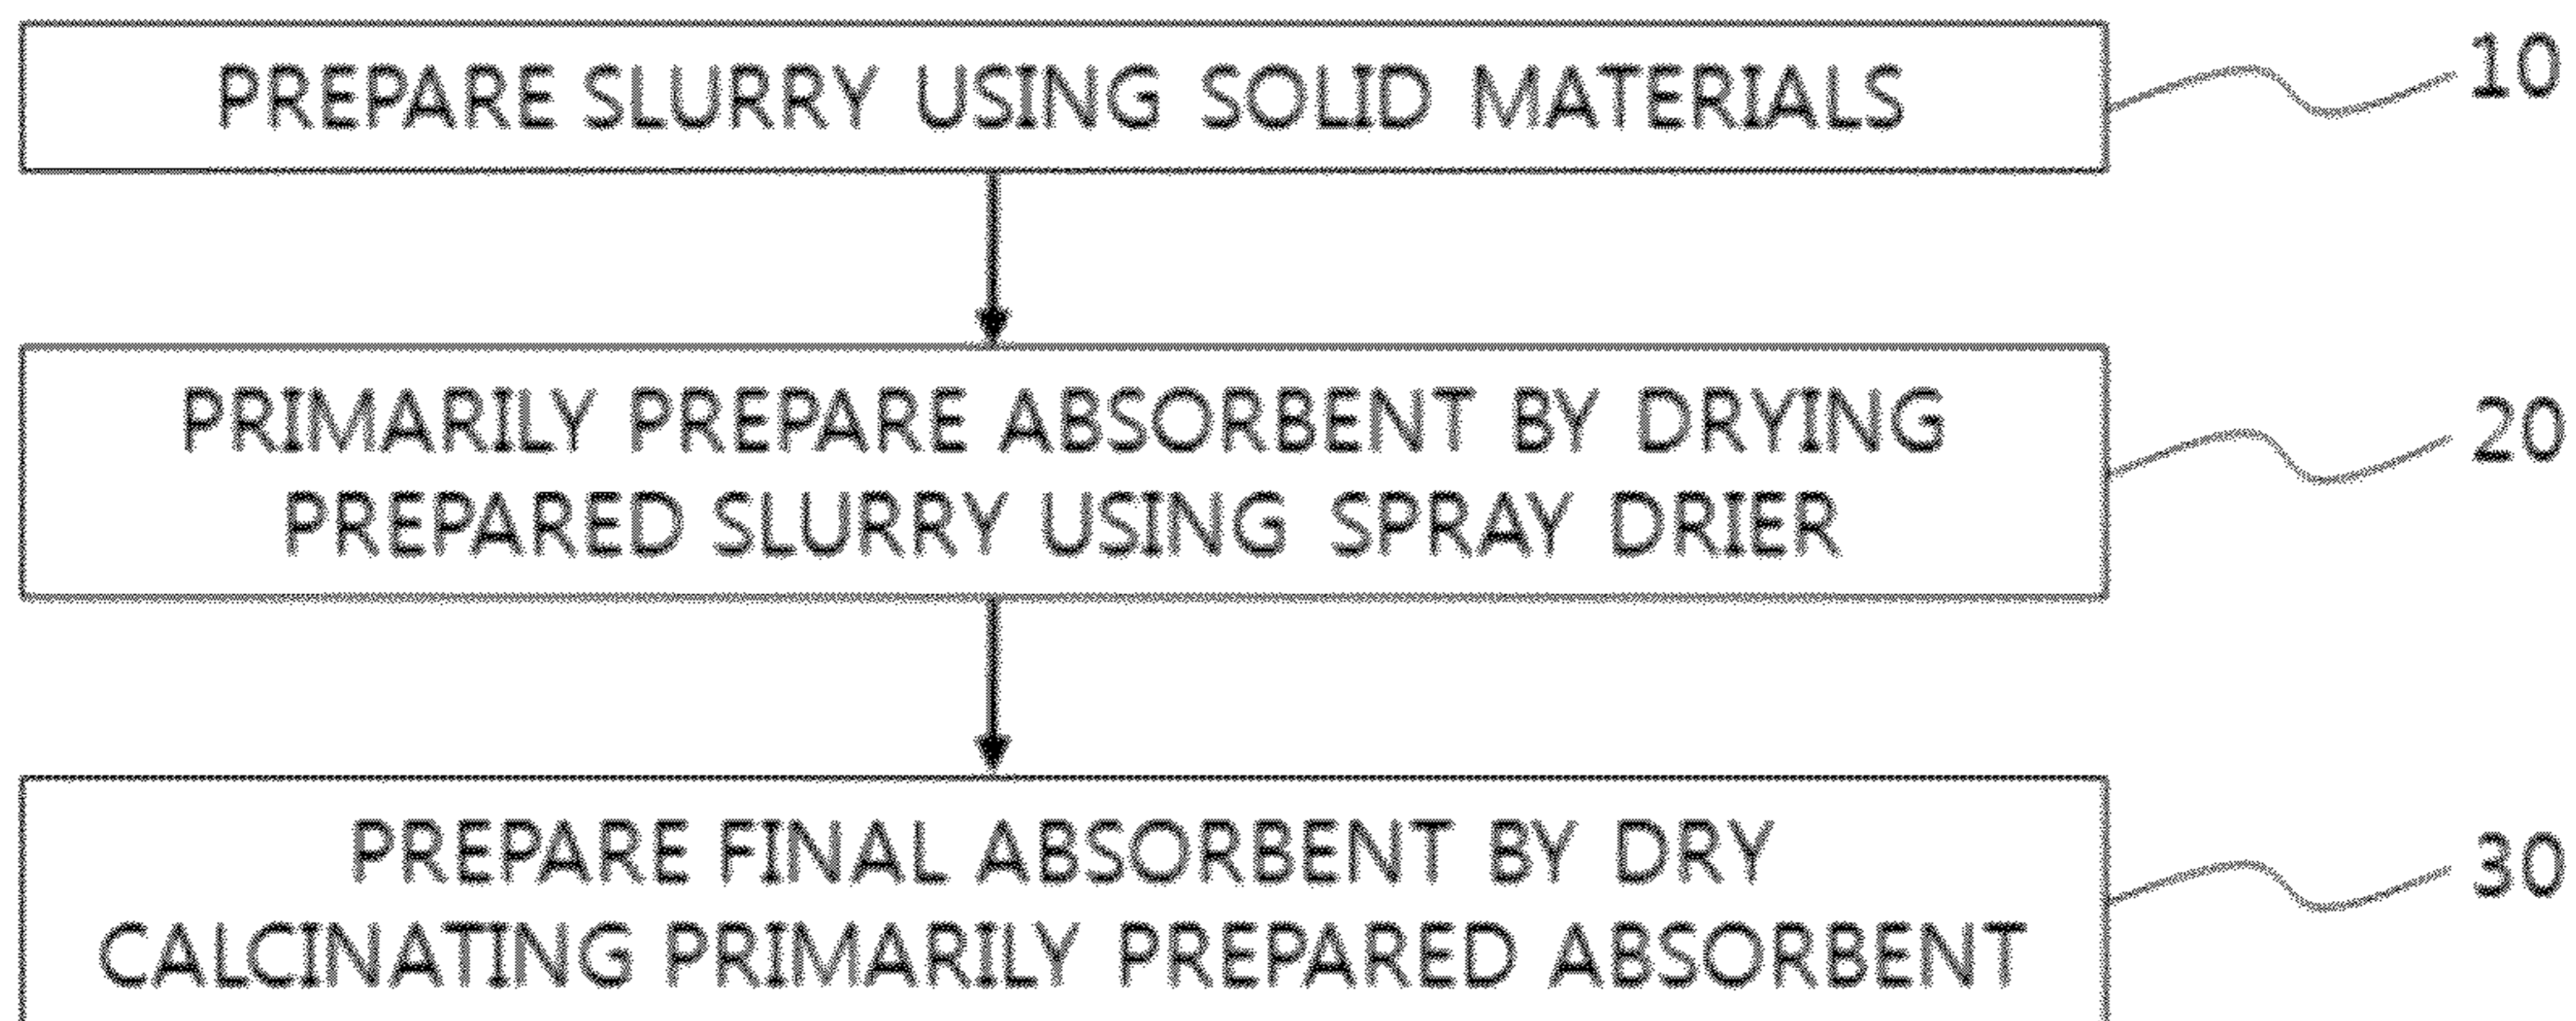 PREPARE SLURRY USING SOLID MATERIALS
10
PRIMARILY PREPARE ABSORBENT BY DRYING
PREPARED SLURRY USING SPRAY DRIER
20
PREPARE FINAL ABSORBENT BY DRY
CALCINATING PRIMARILY PREPARED ABSORBENT
30